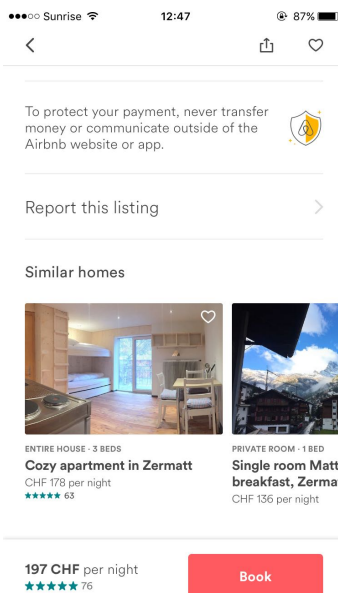 Sunrise 12:47 87%
To protect your payment, never transfer
money or communicate outside of the
Airbnb website or app.
Report this listing
Similar homes
ENTIRE HOUSE · 3 BEDS
Cozy apartment in Zermatt
CHF 178 per night
63
PRIVATE ROOM · 1 BED
Single room Matt
breakfast, Zerma
CHF 136 per night
197 CHF per night
76
Book